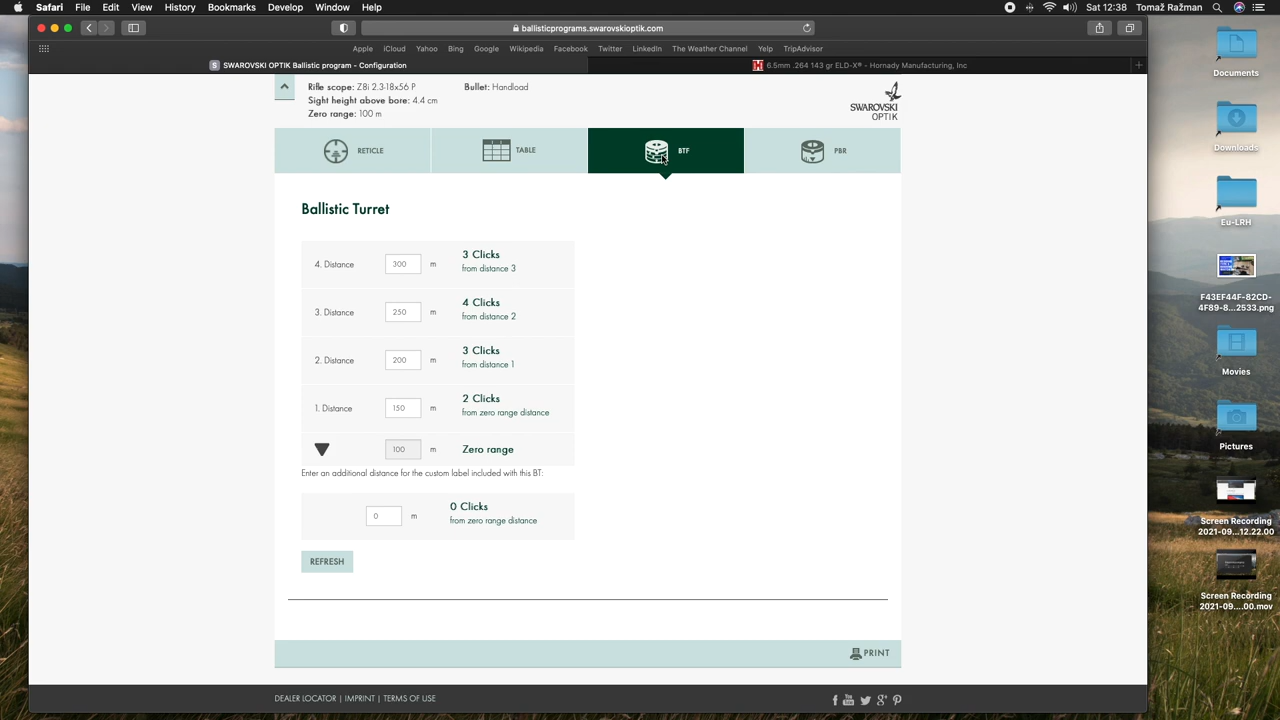 Safari File Edit View History Bookmarks Develop Window Help Sat 12:38 Tomaž Ražman
ballisticprograms.swarovskioptik.com
Apple iCloud Yahoo Bing Google Wikipedia Facebook Twitter LinkedIn The Weather Channel Yelp TripAdvisor
S SWAROVSKI OPTIK Ballistic program - Configuration
H 6.5mm .264 143 gr ELD-X® - Hornady Manufacturing, Inc
Rifle scope: Z8i 2.3-18x56 P
Bullet: Handload
Sight height above bore: 4.4 cm
Zero range: 100 m
SWAROVSKI
OPTIK
RETICLE TABLE BTF PBR
Ballistic Turret
4. Distance 300 m 3 Clicks
from distance 3
3. Distance 250 m 4 Clicks
from distance 2
2. Distance 200 m 3 Clicks
from distance 1
1. Distance 150 m 2 Clicks
from zero range distance
100 m Zero range
Enter an additional distance for the custom label included with this BT:
0 m 0 Clicks
from zero range distance
REFRESH
PRINT
DEALER LOCATOR | IMPRINT | TERMS OF USE
Documents
Downloads
Eu-LRH
F43EF44F-82CD-
4F89-8...2533.png
Movies
Pictures
Screen Recording
2021-09...12.22.00
Screen Recording
2021-09....00.mov